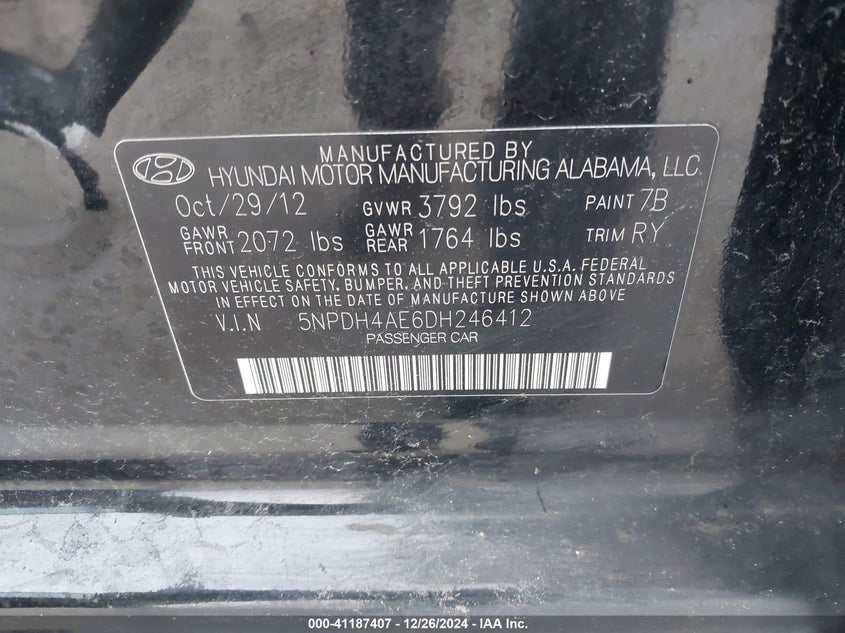 MANUFACTURED BY
HYUNDAI MOTOR MANUFACTURING ALABAMA, LLC
Oct/29/12 GVWR 3792 lbs PAINT 7B
GAWR FRONT 2072 lbs GAWR REAR 1764 lbs TRIM RY
THIS VEHICLE CONFORMS TO ALL APPLICABLE U.S.A. FEDERAL
MOTOR VEHICLE SAFETY, BUMPER, AND THEFT PREVENTION STANDARDS
IN EFFECT ON THE DATE OF MANUFACTURE SHOWN ABOVE
V.I.N 5NPDH4AE6DH246412
PASSENGER CAR
000-41187407 - 12/26/2024 - IAA Inc.